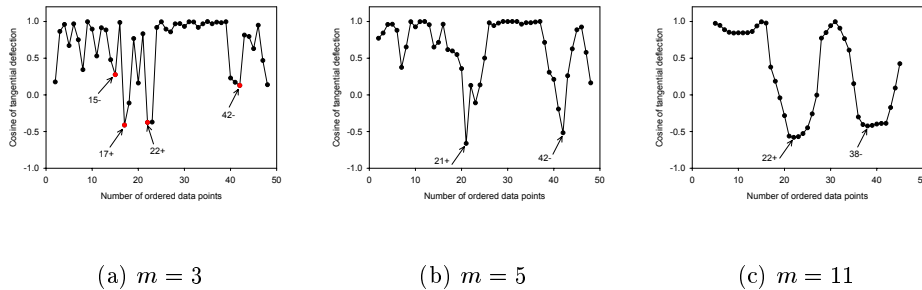 Cosine of tangential deflection
1.0
0.5
0.0
-0.5
-1.0
15-
17+
22+
42-
0 10 20 30 40 50
Number of ordered data points
(a) m = 3
Cosine of tangential deflection
1.0
0.5
0.0
-0.5
-1.0
21+
42-
0 10 20 30 40 50
Number of ordered data points
(b) m = 5
Cosine of tangential deflection
1.0
0.5
0.0
-0.5
-1.0
22+
38-
0 10 20 30 40 50
Number of ordered data points
(c) m = 11